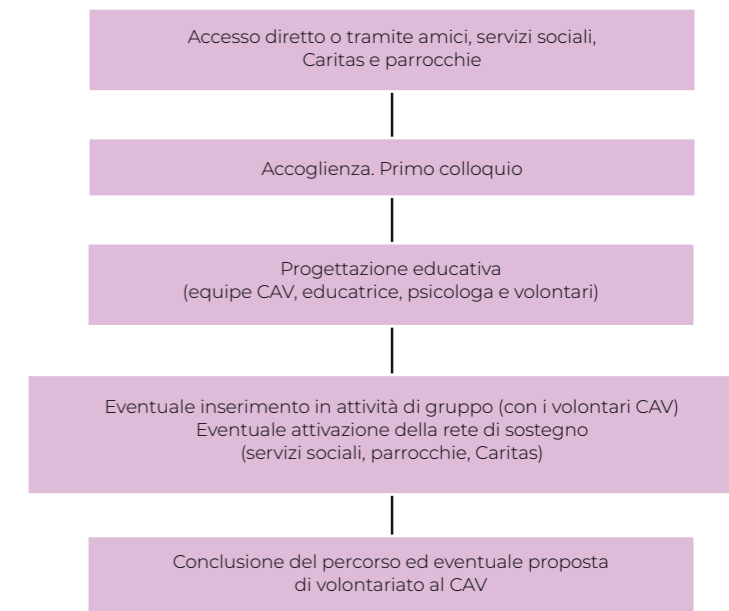 Accesso diretto o tramite amici, servizi sociali,
Caritas e parrocchie
Accoglienza. Primo colloquio
Progettazione educativa
(equipe CAV, educatrice, psicologa e volontari)
Eventuale inserimento in attività di gruppo (con i volontari CAV)
Eventuale attivazione della rete di sostegno
(servizi sociali, parrocchie, Caritas)
Conclusione del percorso ed eventuale proposta
di volontariato al CAV